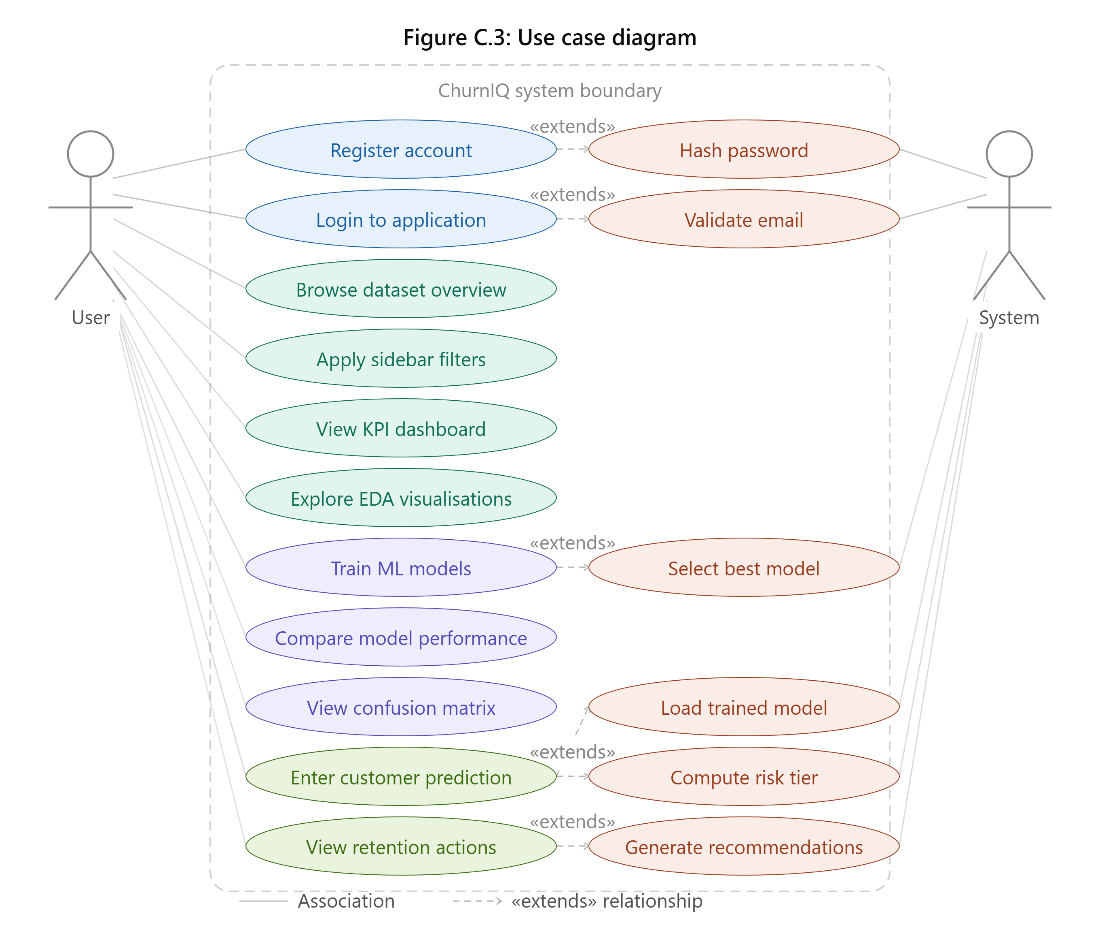 Figure C.3: Use case diagram
ChurnIQ system boundary
«extends»
Register account
Hash password
«extends»
Login to application
Validate email
Browse dataset overview
User
System
Apply sidebar filters
View KPI dashboard
Explore EDA visualisations
«extends»
Train ML models
Select best model
Compare model performance
View confusion matrix
Load trained model
«extends»
Enter customer prediction
Compute risk tier
«extends»
View retention actions
Generate recommendations
Association
«extends» relationship